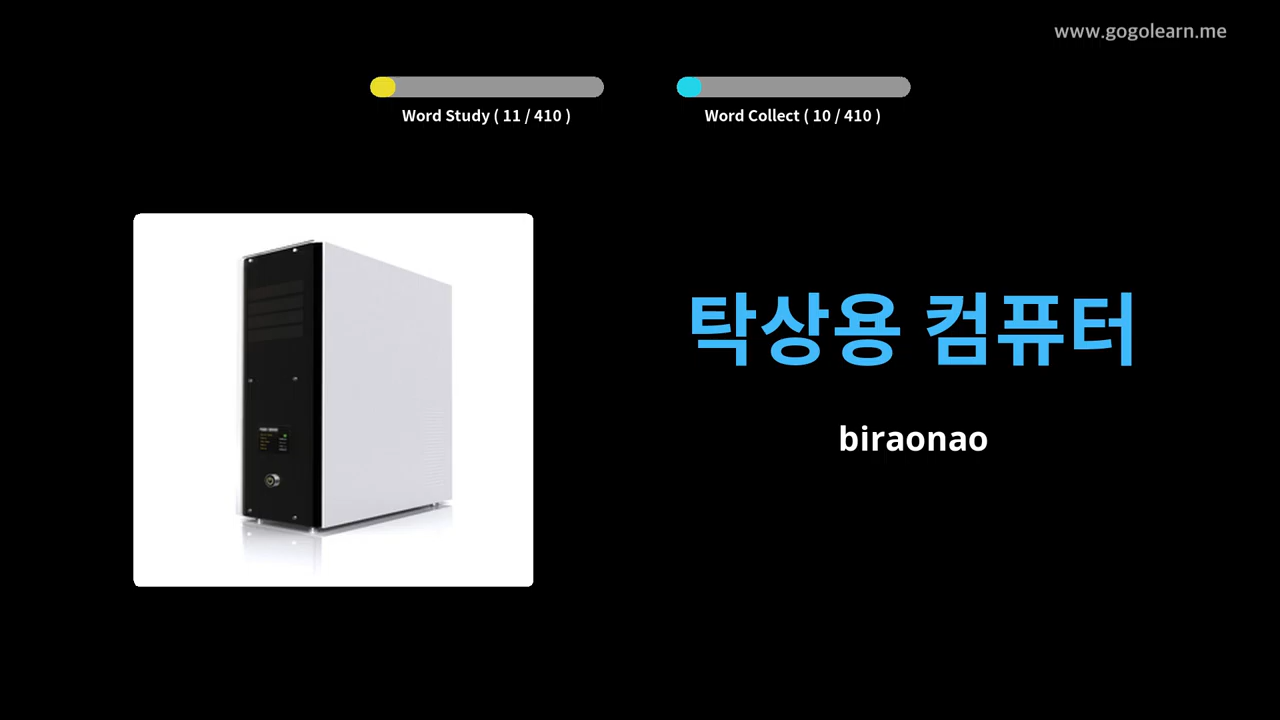 www.gogolearn.me
Word Study ( 11 / 410 )
Word Collect ( 10 / 410 )
탁상용 컴퓨터
biraonao